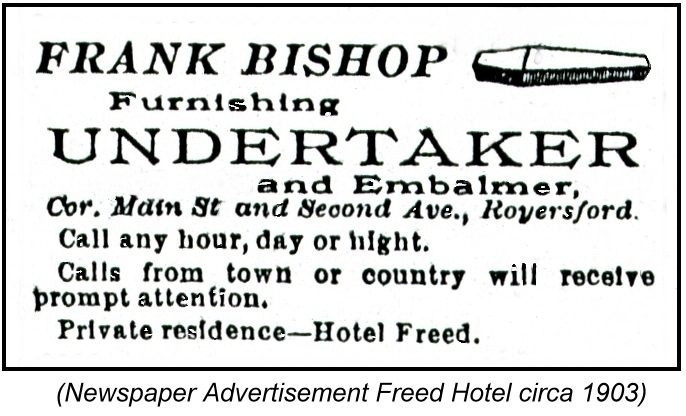 FRANK BISHOP
Furnishing
UNDERTAKER
and Embalmer,
Cor. Main St and Second Ave., Royersford.
Call any hour, day or night.
Calls from town or country will receive
prompt attention.
Private residence—Hotel Freed.
(Newspaper Advertisement Freed Hotel circa 1903)